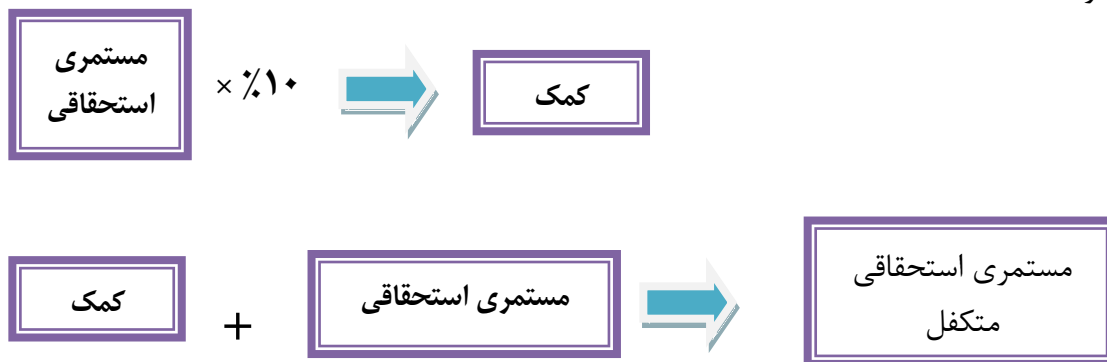 مستمری
استحقاقی
× ٪۱۰
کمک
کمک
+
مستمری استحقاقی
مستمری استحقاقی
متکفل